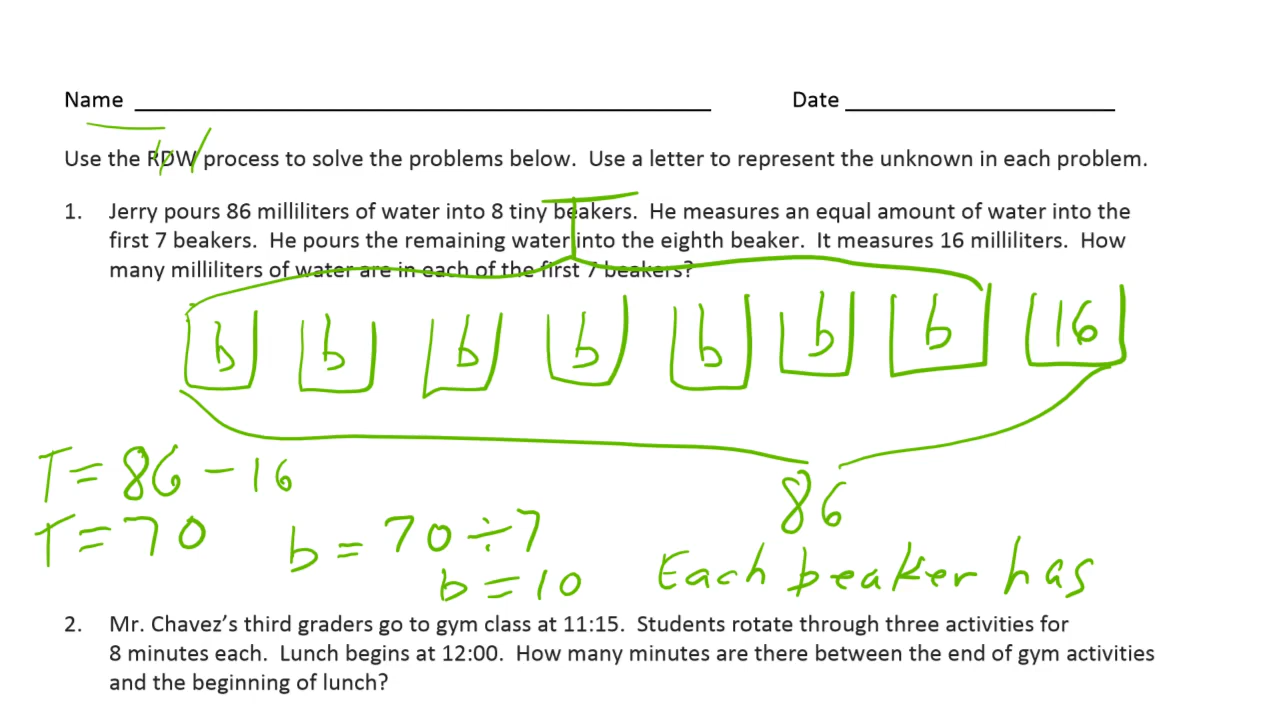 Name Date
Use the RDW process to solve the problems below. Use a letter to represent the unknown in each problem.
1. Jerry pours 86 milliliters of water into 8 tiny beakers. He measures an equal amount of water into the
first 7 beakers. He pours the remaining water into the eighth beaker. It measures 16 milliliters. How
many milliliters of water are in each of the first 7 beakers?
T
b b b b b b b 16
T = 86 - 16
86
T = 70
b = 70 ÷ 7
b = 10
Each beaker has
2. Mr. Chavez’s third graders go to gym class at 11:15. Students rotate through three activities for
8 minutes each. Lunch begins at 12:00. How many minutes are there between the end of gym activities
and the beginning of lunch?